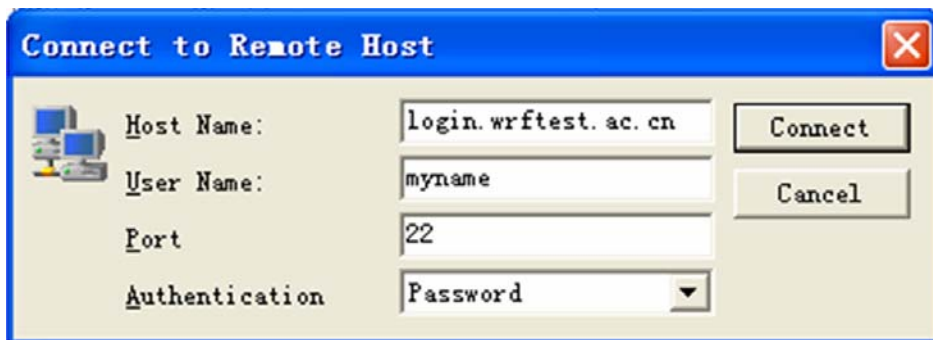 Connect to Remote Host
Host Name: login.wrftest.ac.cn Connect
User Name: myname Cancel
Port 22
Authentication Password